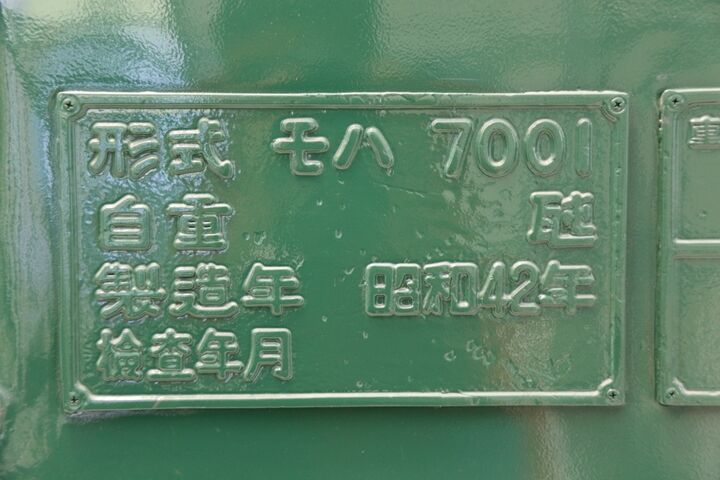 形式 モハ 7001
自重 瓲
製造年 昭和42年
検査年月
車